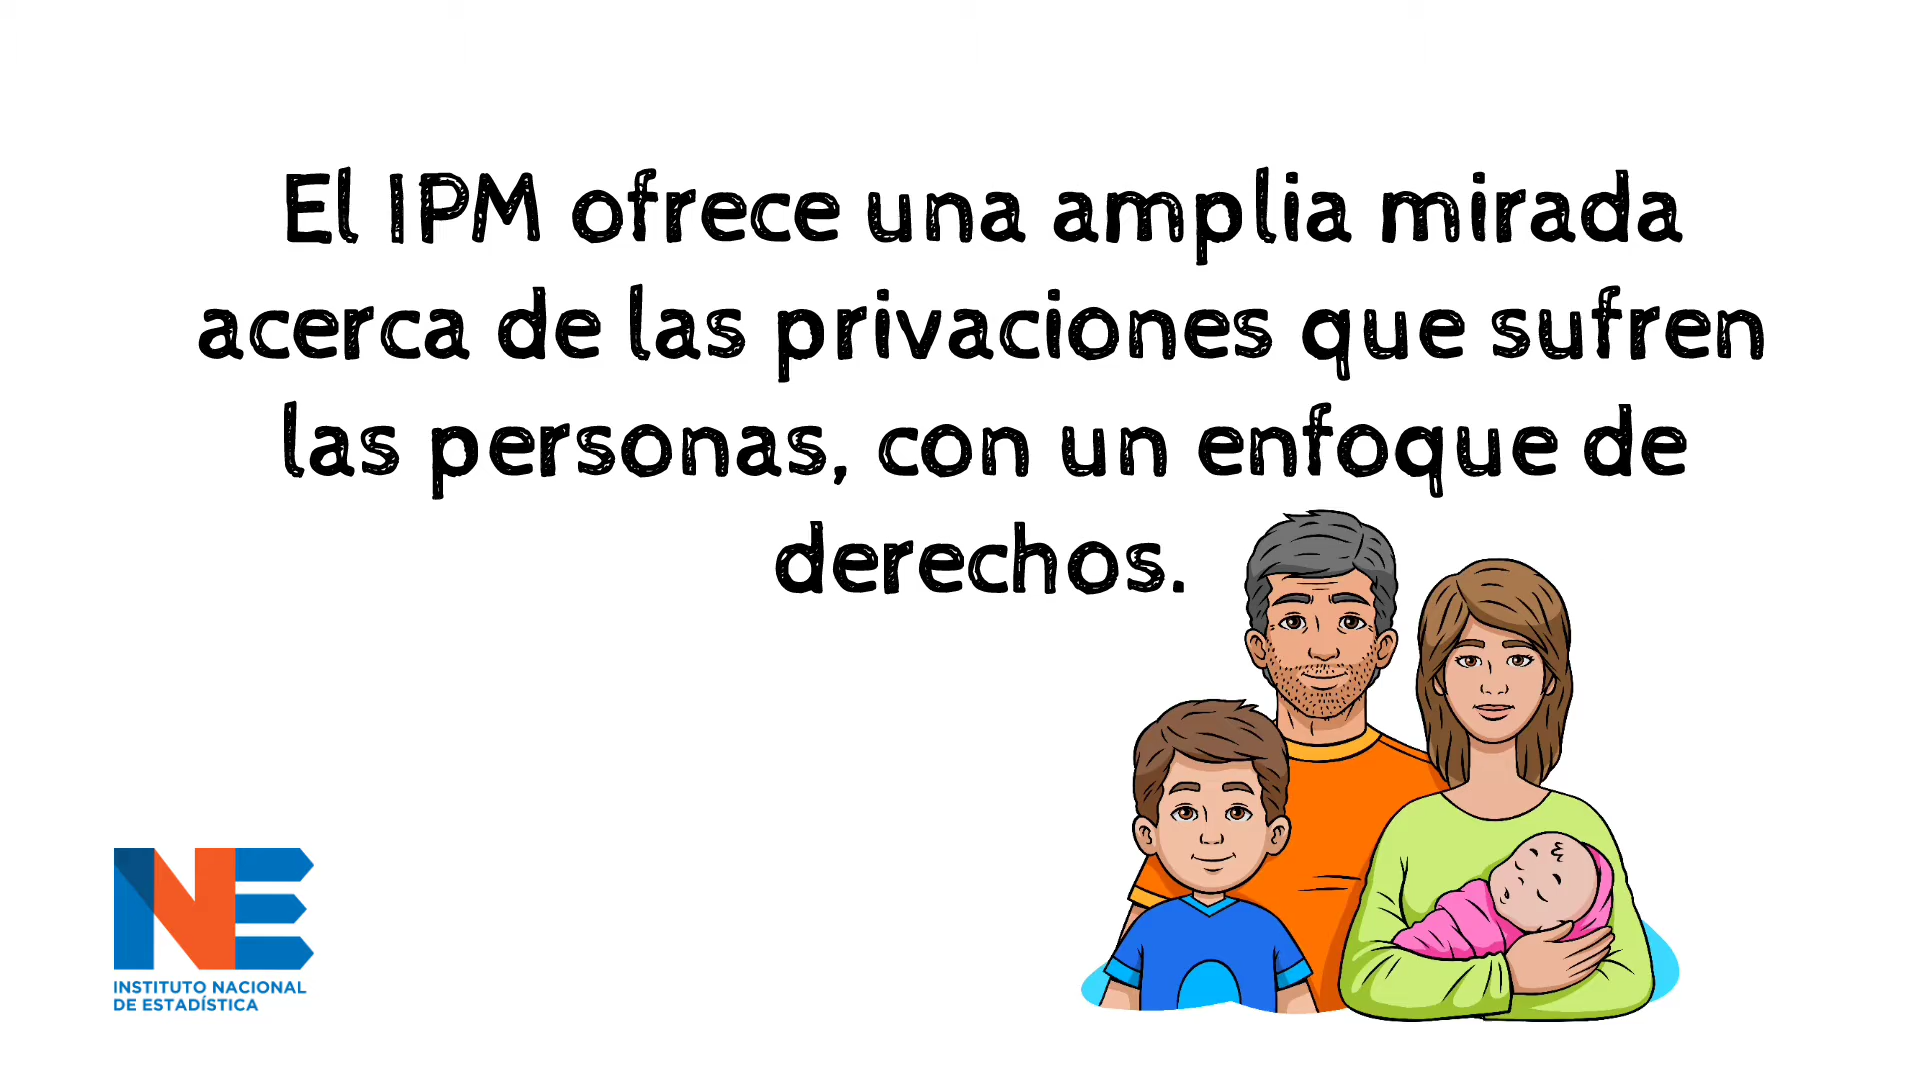 El IPM ofrece una amplia mirada
acerca de las privaciones que sufren
las personas, con un enfoque de
derechos.
INE
INSTITUTO NACIONAL
DE ESTADÍSTICA